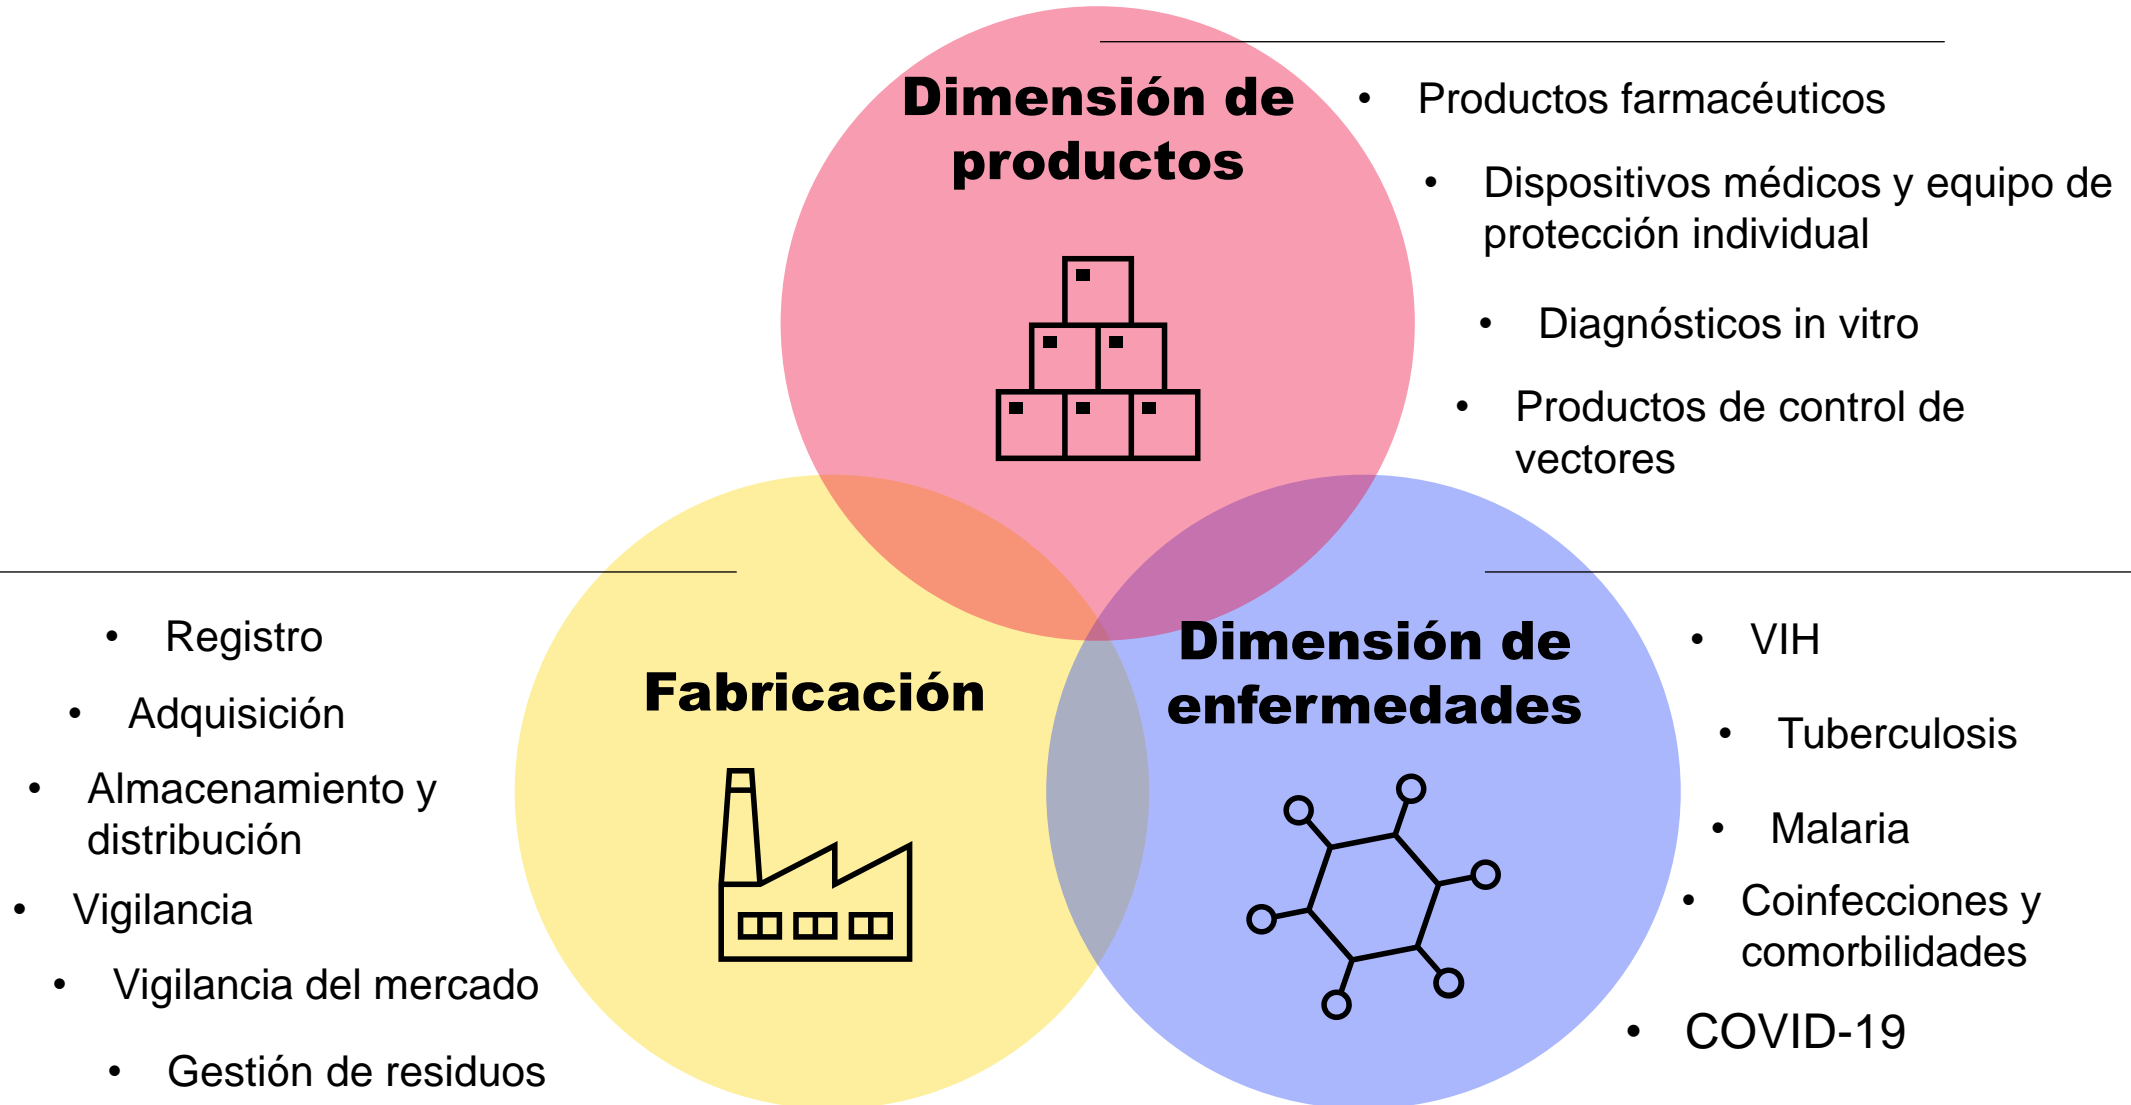 Dimensión de
productos
• Productos farmacéuticos
• Dispositivos médicos y equipo de
protección individual
• Diagnósticos in vitro
• Productos de control de
vectores
Fabricación
• Registro
• Adquisición
• Almacenamiento y
distribución
• Vigilancia
• Vigilancia del mercado
• Gestión de residuos
Dimensión de
enfermedades
• VIH
• Tuberculosis
• Malaria
• Coinfecciones y
comorbilidades
• COVID-19